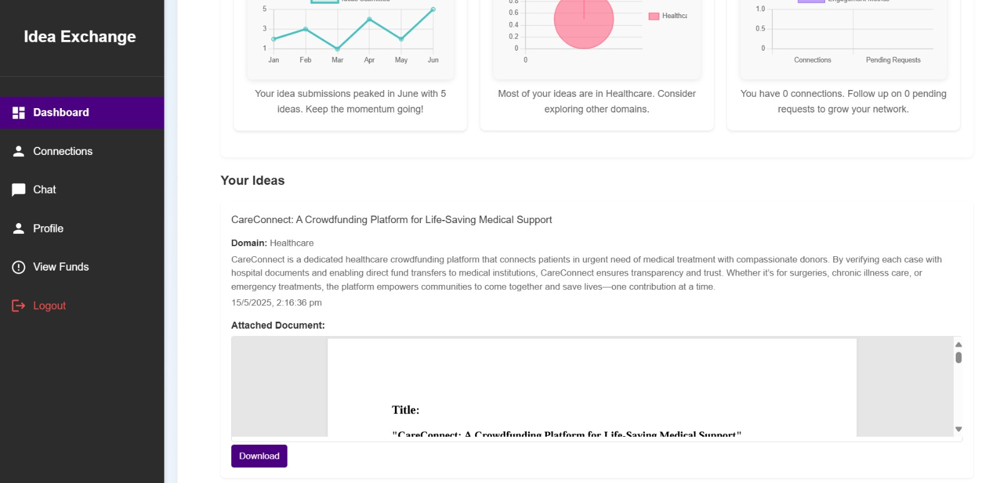 Idea Exchange
Dashboard
Connections
Chat
Profile
View Funds
Logout
Ideas Submitted
5
3
1
Jan Feb Mar Apr May Jun
Your idea submissions peaked in June with 5
ideas. Keep the momentum going!
0.8
0.6
0.4
0.2
0
0
Healthca
Most of your ideas are in Healthcare. Consider
exploring other domains.
Engagement Metrics
1.0
0.5
0
Connections Pending Requests
You have 0 connections. Follow up on 0 pending
requests to grow your network.
Your Ideas
CareConnect: A Crowdfunding Platform for Life-Saving Medical Support
Domain: Healthcare
CareConnect is a dedicated healthcare crowdfunding platform that connects patients in urgent need of medical treatment with compassionate donors. By verifying each case with
hospital documents and enabling direct fund transfers to medical institutions, CareConnect ensures transparency and trust. Whether it's for surgeries, chronic illness care, or
emergency treatments, the platform empowers communities to come together and save lives—one contribution at a time.
15/5/2025, 2:16:36 pm
Attached Document:
Title:
"CareConnect: A Crowdfunding Platform for Life-Saving Medical Support"
Download